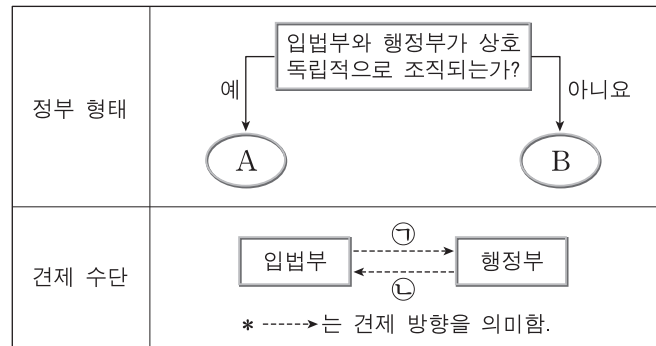 정부 형태
입법부와 행정부가 상호
독립적으로 조직되는가?
예
아니요
A
B
견제 수단
입법부
㉠
㉡
행정부
* ------▸는 견제 방향을 의미함.